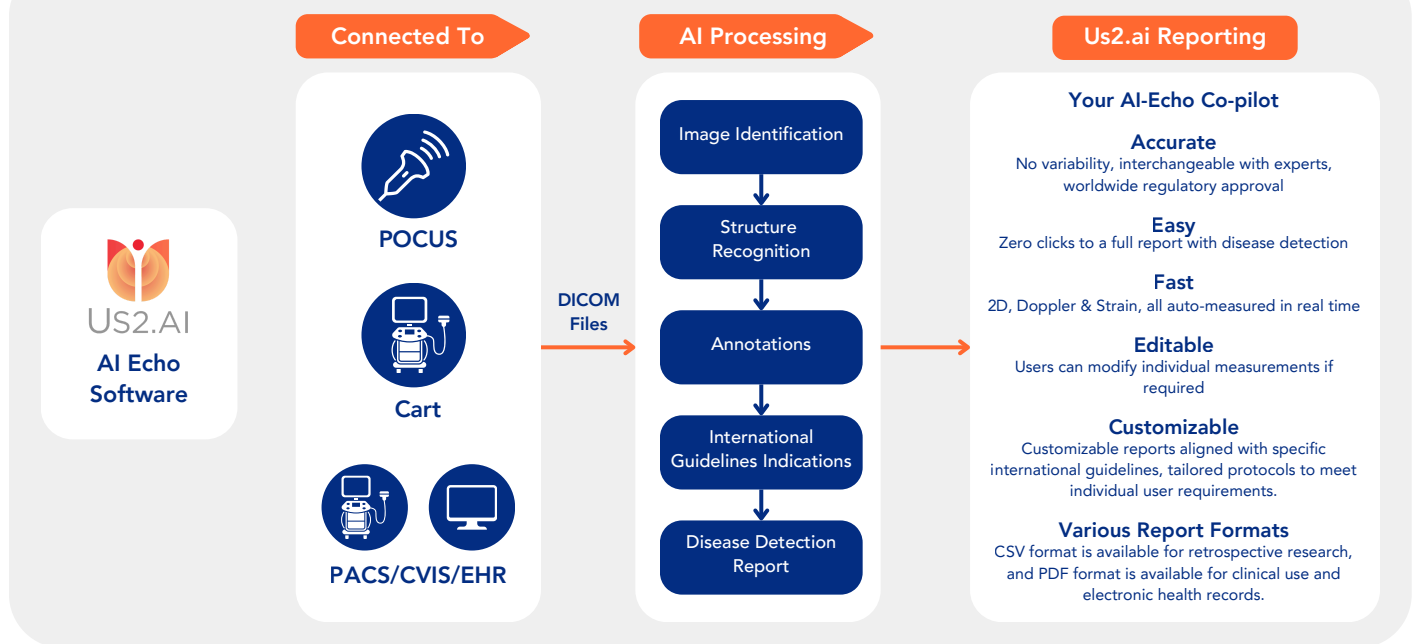 Connected To
AI Processing
Us2.ai Reporting
US2.AI
AI Echo
Software
POCUS
Cart
PACS/CVIS/EHR
DICOM
Files
Image Identification
Structure
Recognition
Annotations
International
Guidelines Indications
Disease Detection
Report
Your AI-Echo Co-pilot
Accurate
No variability, interchangeable with experts,
worldwide regulatory approval
Easy
Zero clicks to a full report with disease detection
Fast
2D, Doppler & Strain, all auto-measured in real time
Editable
Users can modify individual measurements if
required
Customizable
Customizable reports aligned with specific
international guidelines, tailored protocols to meet
individual user requirements.
Various Report Formats
CSV format is available for retrospective research,
and PDF format is available for clinical use and
electronic health records.